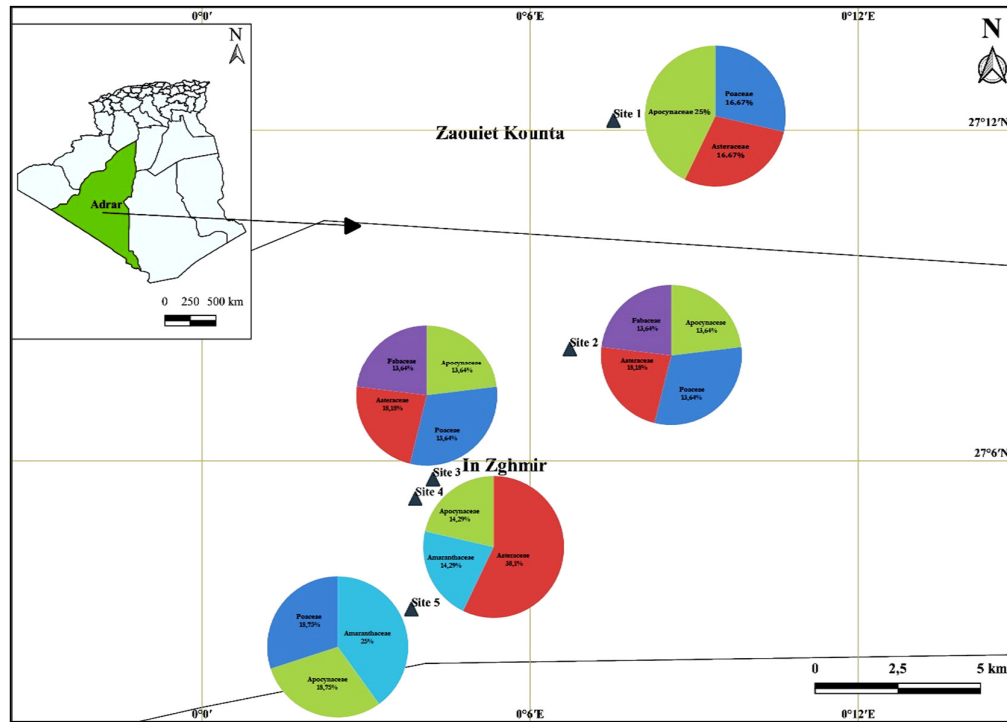 0°0′
0°6′E
0°12′
N
N
Adrar
0 250 500 km
Zaouiet Kounta
Site 1
27°12′
Apocynaceae 25%
Poaceae
16.67%
Asteraceae
16.67%
Site 2
Fabaceae
13,64%
Apocynaceae
13,64%
Asteraceae
18,18%
Poaceae
13,64%
Fabaceae
13,64%
Apocynaceae
13,64%
Asteraceae
18,18%
Poaceae
13,64%
27°6′N
In Zghmir
Site 3
Site 4
Apocynaceae
14,29%
Amaranthaceae
14,29%
Asteraceae
38,1%
Site 5
Poaceae
18,75%
Amaranthaceae
25%
Apocynaceae
18,75%
0 2,5 5 km
0°0′
0°6′E
0°12′